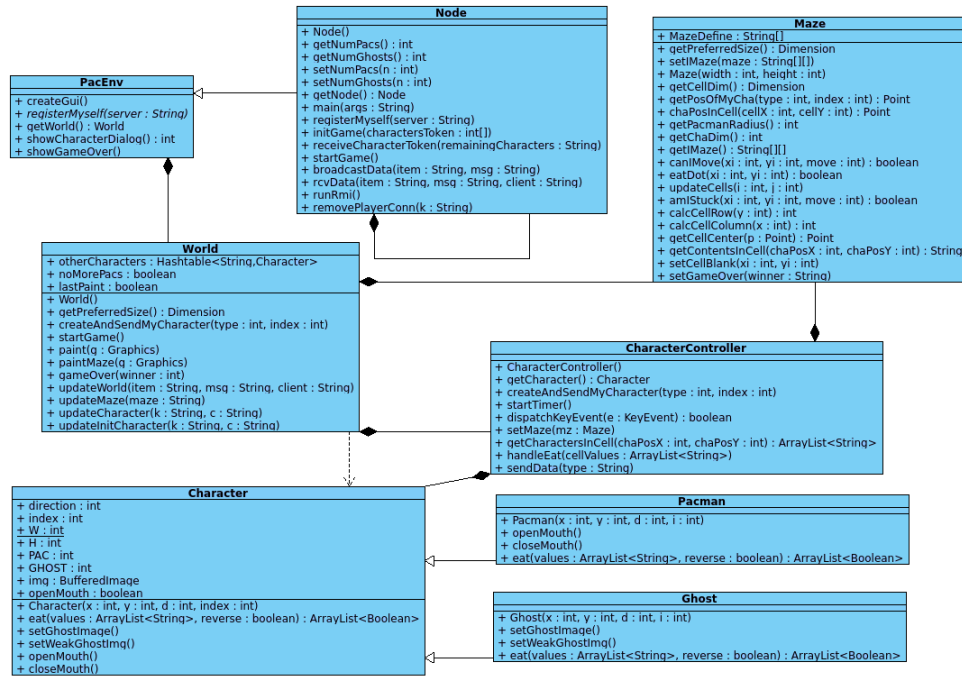 Node
+ Node()
+ getNumPacs() : int
+ getNumGhosts() : int
+ setNumPacs(n : int)
+ setNumGhosts(n : int)
+ getNode() : Node
+ main(args : String)
+ registerMyself(server : String)
+ initGame(charactersToken : int[])
+ receiveCharacterToken(remainingCharacters : String)
+ startGame()
+ broadcastData(item : String, msg : String)
+ rcvData(item : String, msg : String, client : String)
+ runRmi()
+ removePlayerConn(k : String)
Maze
+ MazeDefine : String[]
+ getPreferredSize() : Dimension
+ setIMaze(maze : String[][])
+ Maze(width : int, height : int)
+ getCellDim() : Dimension
+ getPosOfMyCha(type : int, index : int) : Point
+ chaPosInCell(cellX : int, cellY : int) : Point
+ getPacmanRadius() : int
+ getChaDim() : int
+ getIMaze() : String[][]
+ canIMove(xi : int, yi : int, move : int) : boolean
+ eatDot(xi : int, yi : int) : boolean
+ updateCells(i : int, j : int)
+ amIStuck(xi : int, yi : int, move : int) : boolean
+ calcCellRow(y : int) : int
+ calcCellColumn(x : int) : int
+ getCellCenter(p : Point) : Point
+ getContentsInCell(chaPosX : int, chaPosY : int) : String
+ setCellBlank(xi : int, yi : int)
+ setGameOver(winner : String)
PacEnv
+ createGui()
+ registerMyself(server : String)
+ getWorld() : World
+ showCharacterDialog() : int
+ showGameOver()
World
+ otherCharacters : Hashtable<String,Character>
+ noMorePacs : boolean
+ lastPaint : boolean
+ World()
+ getPreferredSize() : Dimension
+ createAndSendMyCharacter(type : int, index : int)
+ startGame()
+ paint(g : Graphics)
+ paintMaze(g : Graphics)
+ gameOver(winner : int)
+ updateWorld(item : String, msg : String, client : String)
+ updateMaze(maze : String)
+ updateCharacter(k : String, c : String)
+ updateInitCharacter(k : String, c : String)
CharacterController
+ CharacterController()
+ getCharacter() : Character
+ createAndSendMyCharacter(type : int, index : int)
+ startTimer()
+ dispatchKeyEvent(e : KeyEvent) : boolean
+ setMaze(mz : Maze)
+ getChartersInCell(chaPosX : int, chaPosY : int) : ArrayList<String>
+ handleEat(cellValues : ArrayList<String>)
+ sendData(type : String)
Character
+ direction : int
+ index : int
+ W : int
+ H : int
+ PAC : int
+ GHOST : int
+ img : BufferedImage
+ openMouth : boolean
+ Character(x : int, y : int, d : int, index : int)
+ eat(values : ArrayList<String>, reverse : boolean) : ArrayList<Boolean>
+ setGhostImage()
+ setWeakGhostImg()
+ openMouth()
+ closeMouth()
Pacman
+ Pacman(x : int, y : int, d : int, i : int)
+ openMouth()
+ closeMouth()
+ eat(values : ArrayList<String>, reverse : boolean) : ArrayList<Boolean>
Ghost
+ Ghost(x : int, y : int, d : int, i : int)
+ setGhostImage()
+ setWeakGhostImg()
+ eat(values : ArrayList<String>, reverse : boolean) : ArrayList<Boolean>